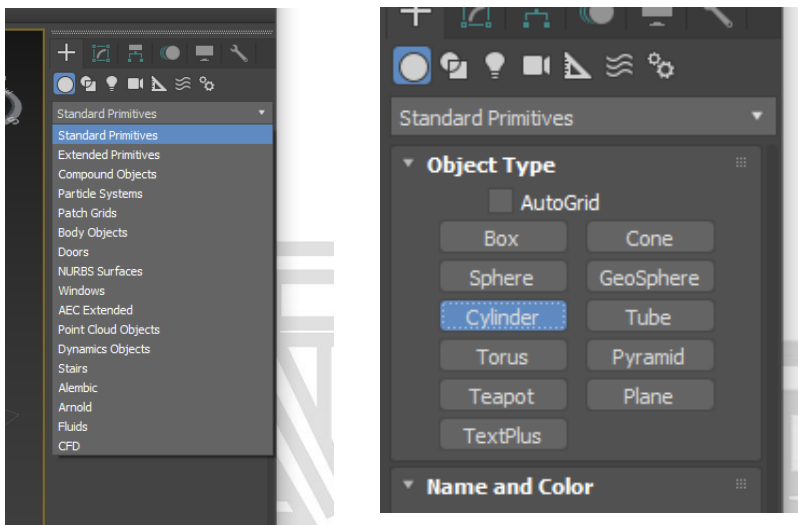 Standard Primitives
Standard Primitives
Extended Primitives
Compound Objects
Particle Systems
Patch Grids
Body Objects
Doors
NURBS Surfaces
Windows
AEC Extended
Point Cloud Objects
Dynamics Objects
Stairs
Alembic
Arnold
Fluids
CFD
Standard Primitives
Object Type
AutoGrid
Box Cone
Sphere GeoSphere
Cylinder Tube
Torus Pyramid
Teapot Plane
TextPlus
Name and Color